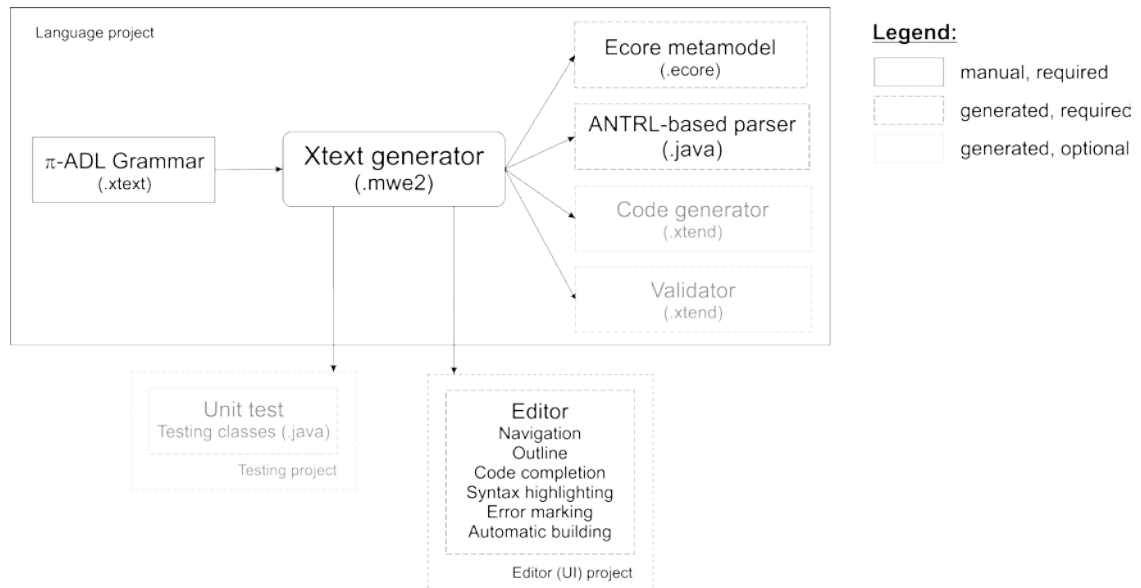 Language project
Ecore metamodel
(.ecore)
ANTRL-based parser
(.java)
π-ADL Grammar
(.xtext)
Xtext generator
(.mwe2)
Code generator
(.xtend)
Validator
(.xtend)
Unit test
Testing classes (.java)
Testing project
Editor
Navigation
Outline
Code completion
Syntax highlighting
Error marking
Automatic building
Editor (UI) project
Legend:
manual, required
generated, required
generated, optional